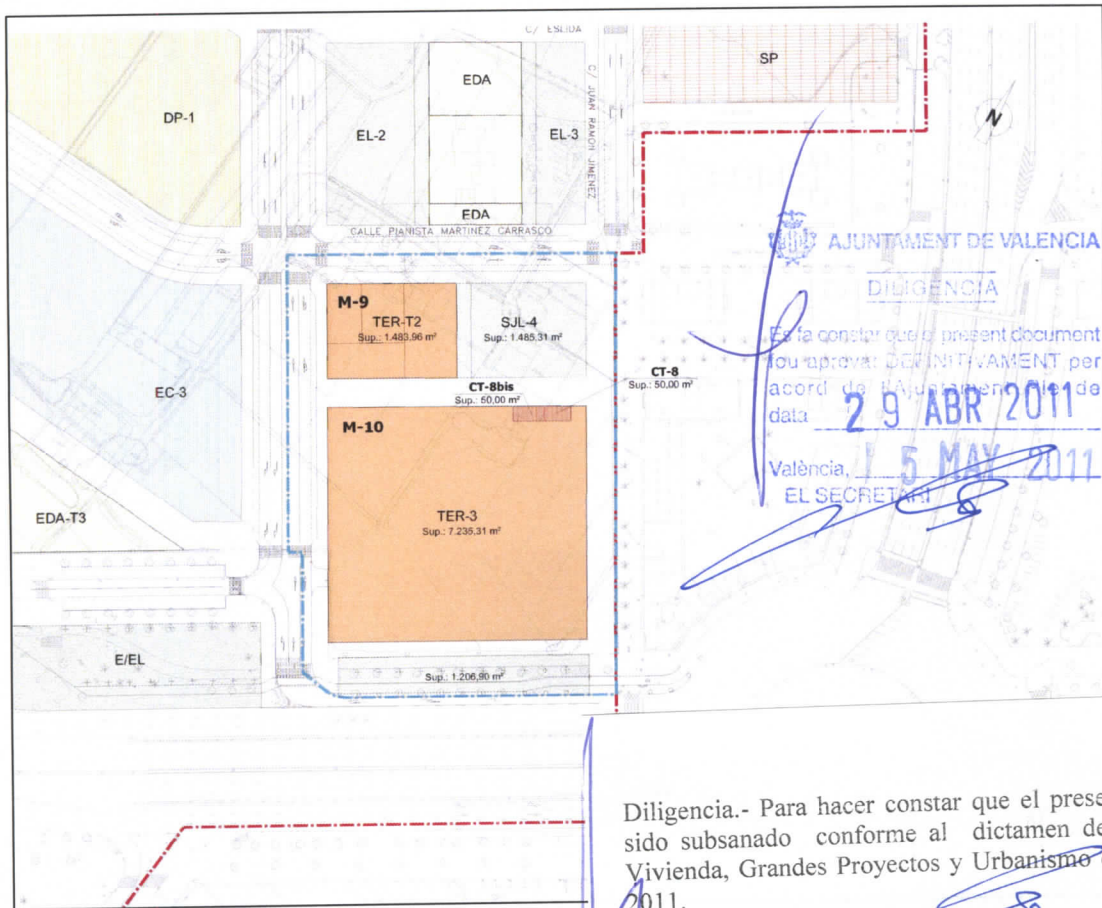 C/ ESLIDA
DP-1
EDA
EL-2
EL-3
C/ JUAN RAMON JIMENEZ
SP
N
EDA
CALLE PIANISTA MARTINEZ CARRASCO
AJUNTAMENT DE VALENCIA
DILIGENCIA
Es fa constar que el present document
fou aprovat DEFINITIVAMENT per
acord de l'Ajuntament Ple de
data 29 ABR 2011
València, 5 MAY 2011
EL SECRETARI
M-9
TER-T2
Sup.: 1.483,96 m²
SJL-4
Sup.: 1.485,31 m²
CT-8bis
Sup.: 50,00 m²
CT-8
Sup.: 50,00 m²
EC-3
M-10
TER-3
Sup.: 7.235,31 m²
EDA-T3
E/EL
Sup.: 1.206,90 m²
Diligencia.- Para hacer constar que el prese
sido subsanado conforme al dictamen de
Vivienda, Grandes Proyectos y Urbanismo
2011.